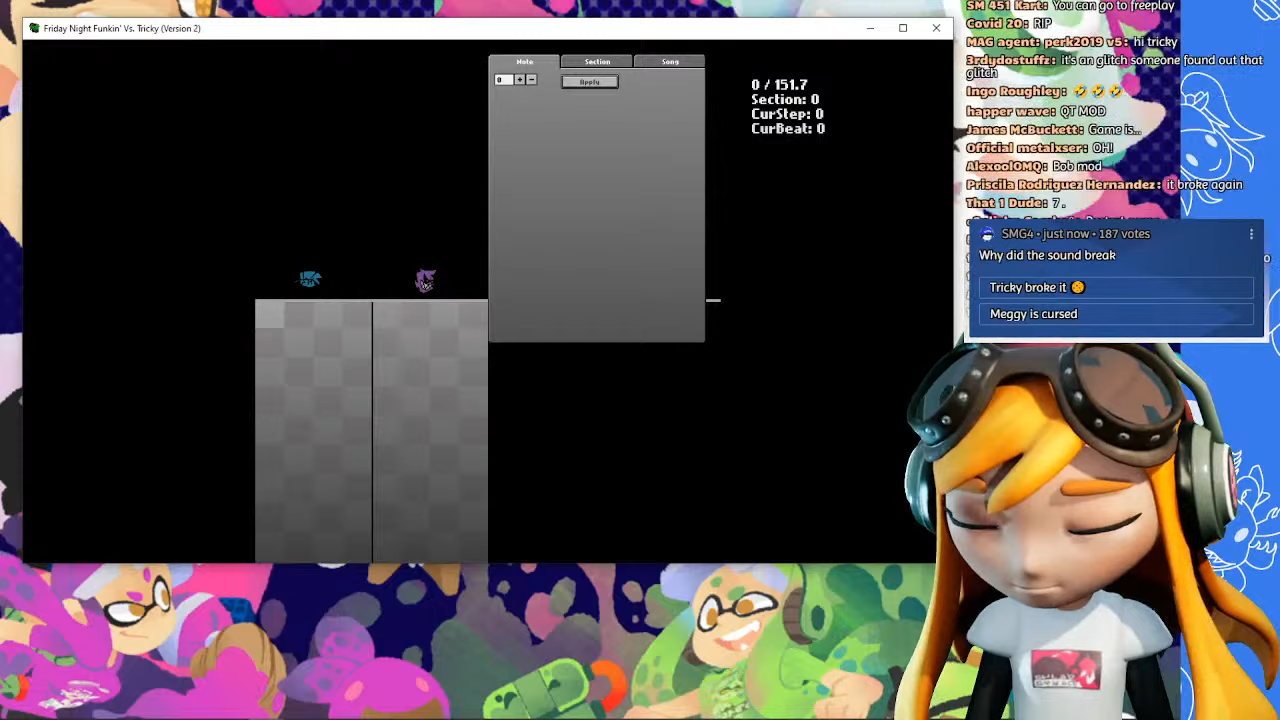 Friday Night Funkin' Vs. Tricky (Version 2)
Note
Section
Song
0
+
-
Apply
0 / 151.7
Section: 0
CurStep: 0
CurBeat: 0
SM 451 Kart: You can go to freeplay
Covid 20: RIP
MAG agent: perk2019 v5: hi tricky
3rdydostuffz: it's an glitch someone found out that
glitch
Ingo Roughley: 🤣🤣🤣
happer wave: QT MOD
James McBuckett: Game is...
Official metalxser: OH!
AlexoolOMQ: Bob mod
Priscila Rodriguez Hernandez: it broke again
That 1 Dude: 7 .
SMG4 • just now • 187 votes
Why did the sound break
Tricky broke it
Meggy is cursed